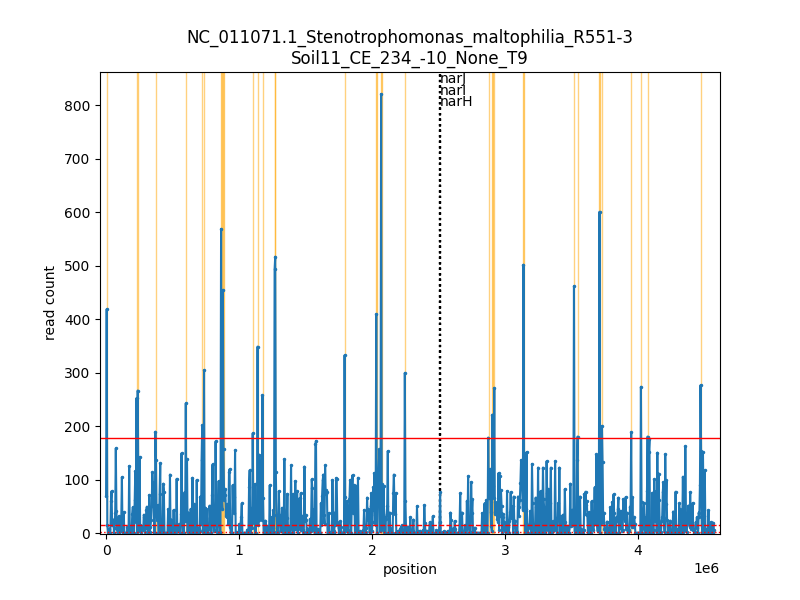 NC_011071.1_Stenotrophomonas_maltophilia_R551-3
Soil11_CE_234_-10_None_T9
narJ
narI
narH
800
700
600
500
400
300
200
100
0
read count
0 1 2 3 4
1e6
position